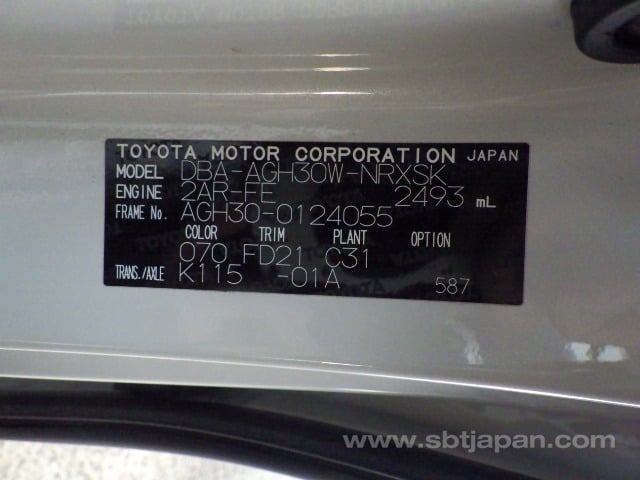 TOYOTA MOTOR CORPORATION JAPAN
MODEL DBA-AGH30W-NRXSK
ENGINE 2AR-FE 2493 mL
FRAME No. AGH30-0124055
COLOR TRIM PLANT OPTION
070 FD21 C31
TRANS./AXLE K115 -01A 587
www.sbtjapan.com